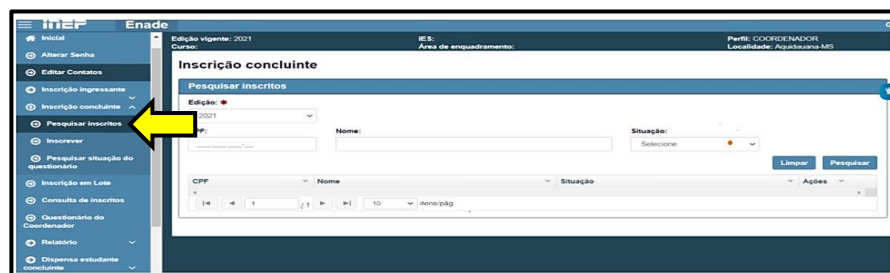 inep Enade
Inicial
Alterar Senha
Editar Contatos
Inscrição ingressante
Inscrição concluinte
Pesquisar inscritos
Inscrever
Pesquisar situação do
questionário
Inscrição em Lote
Consulta de inscritos
Questionário do
Coordenador
Relatório
Dispensa estudante
concluinte
Edição vigente: 2021 IES: Perfil: COORDENADOR
Curso: Área de enquadramento: Localidade: Aquidauana-MS
Inscrição concluinte
Pesquisar inscritos
Edição:
2021
CPF: Nome: Situação:
Selecione
Limpar Pesquisar
CPF Nome Situação Ações
1 / 1 10 itens/pág.